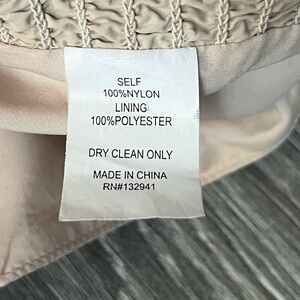 SELF
100%NYLON
LINING
100%POLYESTER
DRY CLEAN ONLY
MADE IN CHINA
RN#132941